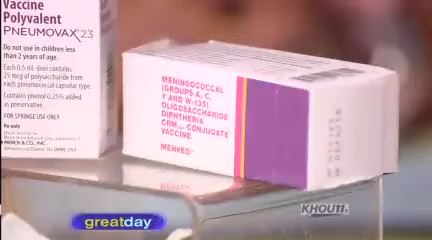 Vaccine
Polyvalent
PNEUMOVAX 23
Do not use in children less
than 2 years of age.
Each 0.5 mL dose contains
25 mcg of polysaccharide from
each pneumococcal capsular type.
Contains phenol 0.25% added
as preservative.
FOR SYRINGE USE ONLY
Rx only
MERCK & CO., INC.
MENINGOCOCCAL
(GROUPS A, C,
Y AND W-135)
OLIGOSACCHARIDE
DIPHTHERIA
CRM197 CONJUGATE
VACCINE
MENVEO
greatday
KHOU11